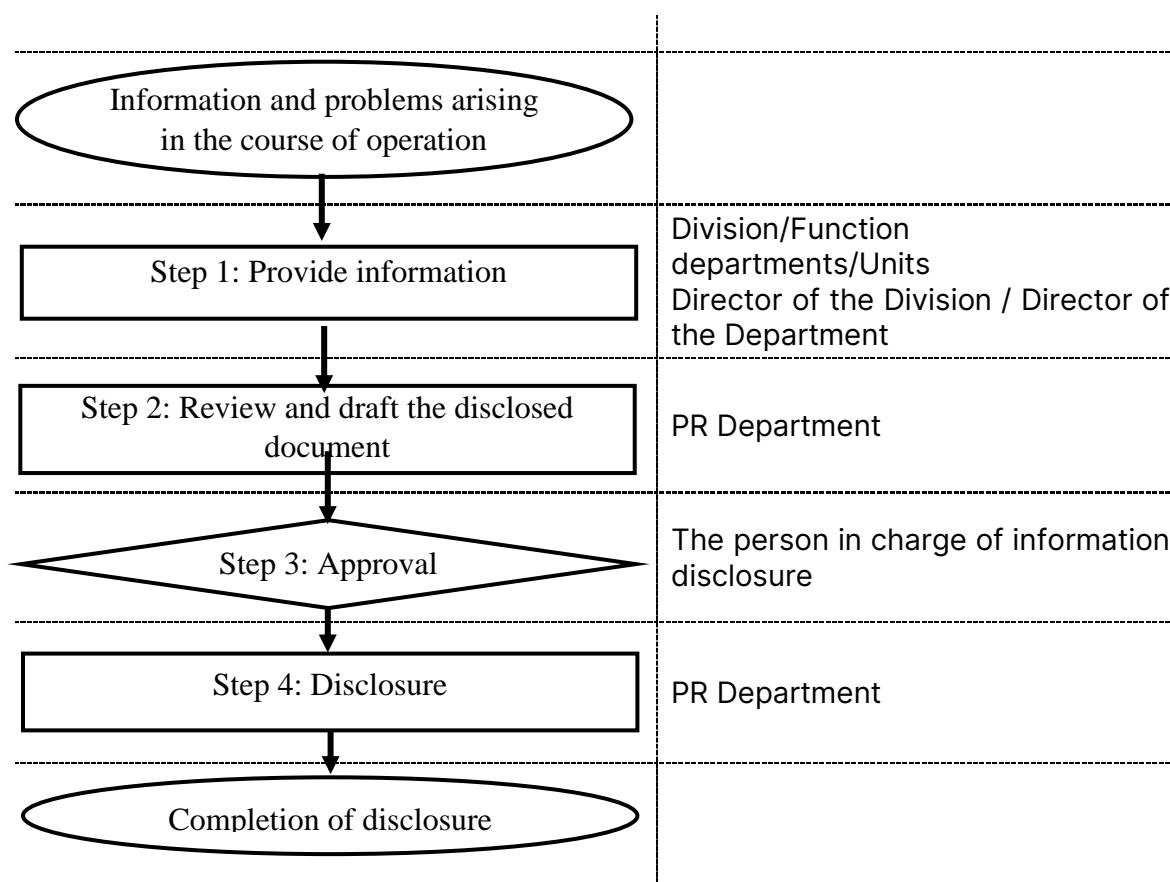 Information and problems arising
in the course of operation
Step 1: Provide information
Division/Function
departments/Units
Director of the Division / Director of
the Department
Step 2: Review and draft the disclosed
document
PR Department
Step 3: Approval
The person in charge of information
disclosure
Step 4: Disclosure
PR Department
Completion of disclosure